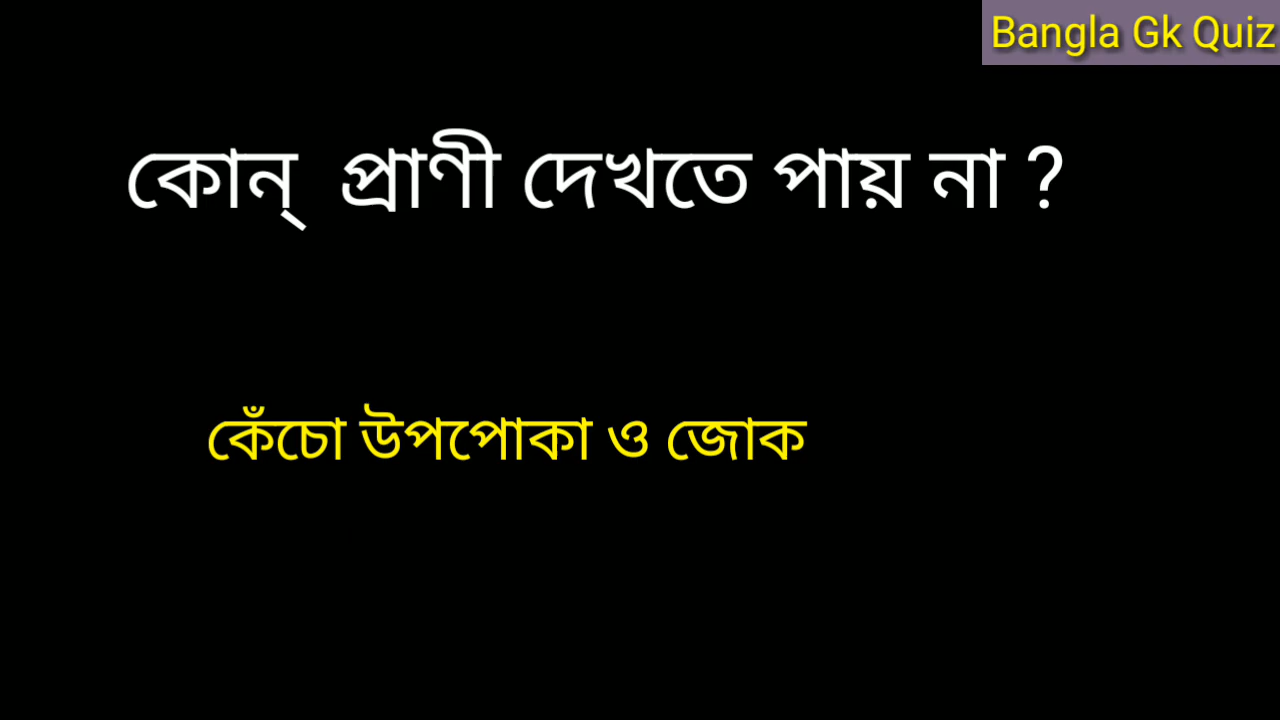 Bangla Gk Quiz
কোন্ প্রাণী দেখতে পায় না ?
কেঁচো উপপোকা ও জোক